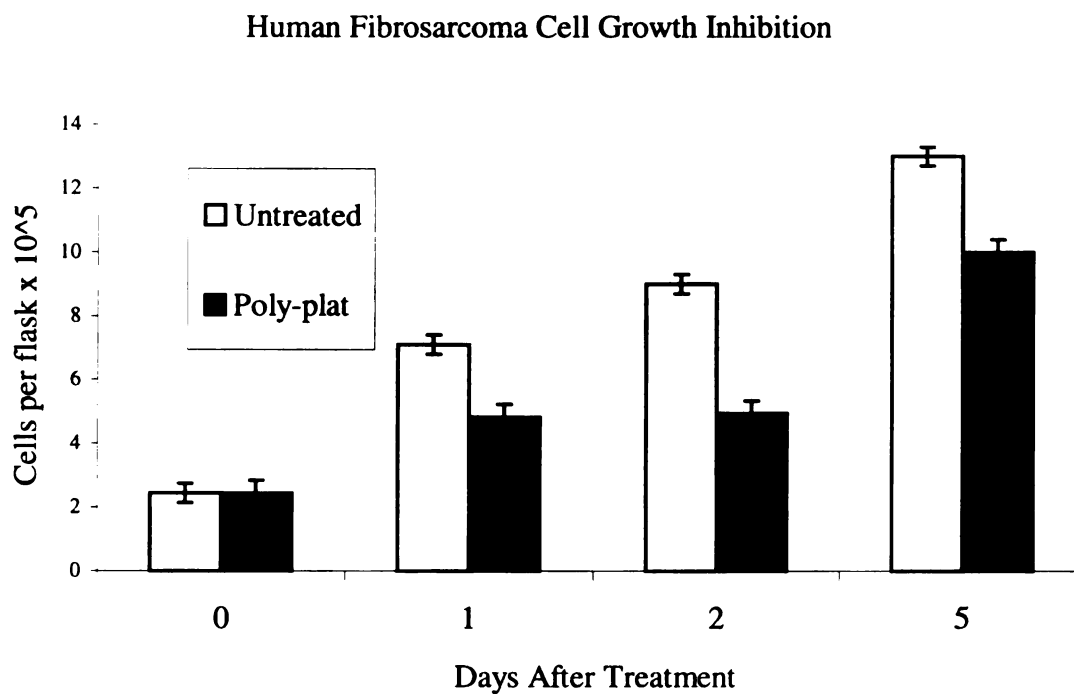 Human Fibrosarcoma Cell Growth Inhibition
Cells per flask x 10^5
14
12
10
8
6
4
2
0
Untreated
Poly-plat
0 1 2 5
Days After Treatment